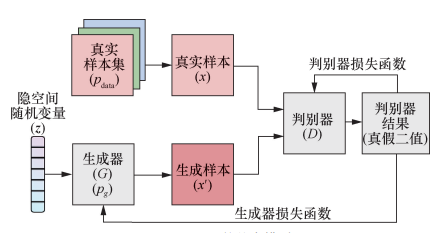 真实
样本集
(p_data)
真实样本
(x)
判别器损失函数
隐空间
随机变量
(z)
判别器
(D)
判别器
结果
(真假二值)
生成器
(G)
(p_g)
生成样本
(x′)
生成器损失函数